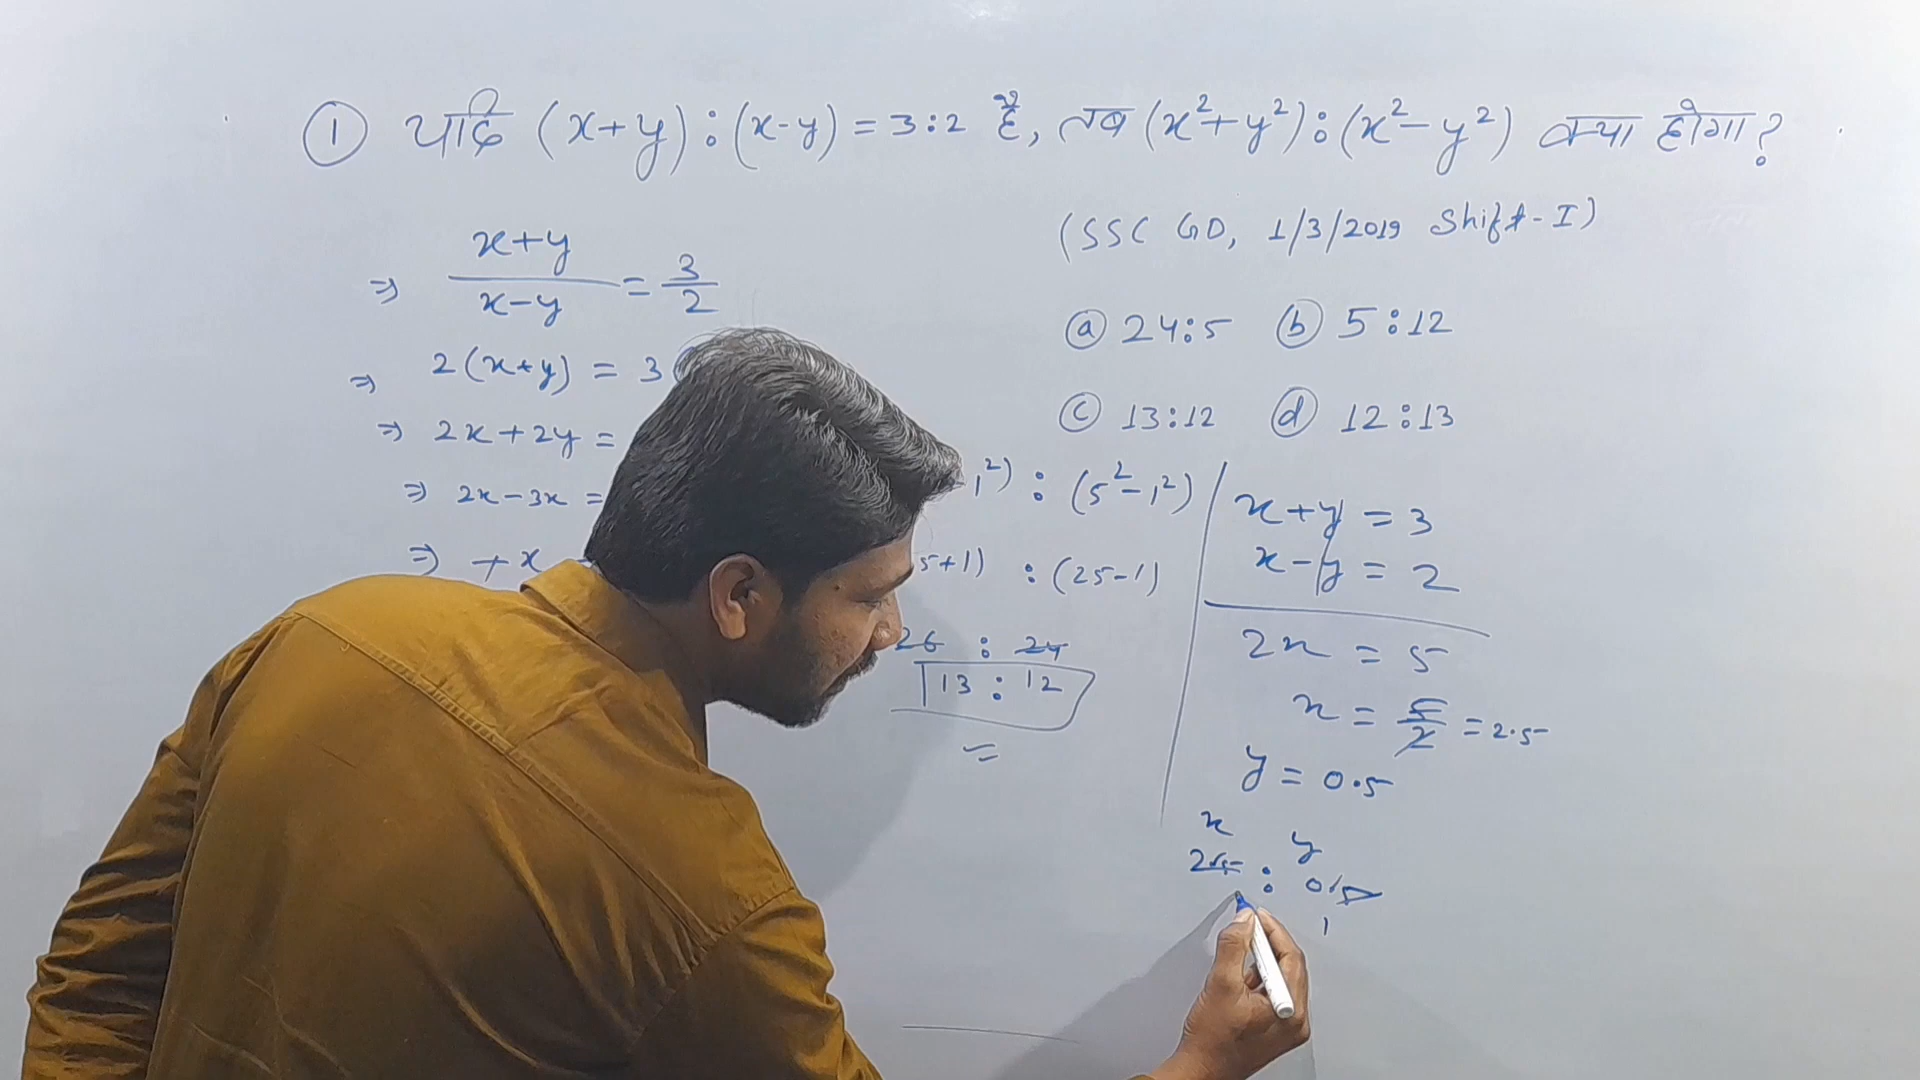 ① यदि (x+y):(x-y) = 3:2 है, तब (x²+y²):(x²-y²) क्या होगा?
(SSC GD, 1/3/2019 Shift-I)
ⓐ 24:5 ⓑ 5:12
ⓒ 13:12 ⓓ 12:13
⇒ x+y / x-y = 3/2
⇒ 2(x+y) = 3
⇒ 2x+2y =
⇒ 2x-3x =
⇒ +x
1²) : (5²-1²)
5+1) : (25-1)
26 : 24
13 : 12
x+y = 3
x-y = 2
2x = 5
x = 5/2 = 2.5
y = 0.5
x y
2.5 : 0.5
1